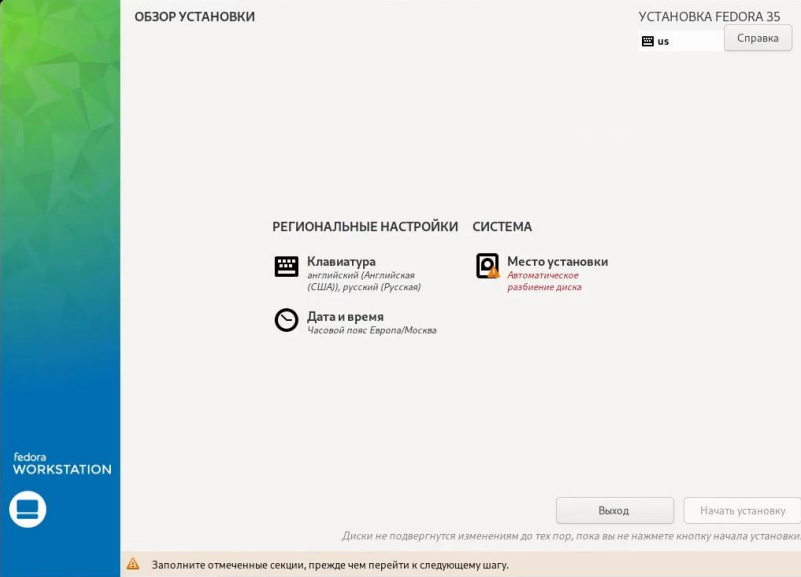 ОБЗОР УСТАНОВКИ
УСТАНОВКА FEDORA 35
us
Справка
РЕГИОНАЛЬНЫЕ НАСТРОЙКИ
СИСТЕМА
Клавиатура
английский (Английская
(США)), русский (Русская)
Место установки
Автоматическое
разбиение диска
Дата и время
Часовой пояс Европа/Москва
fedora
WORKSTATION
Выход
Начать установку
Диски не подвергнутся изменениям до тех пор, пока вы не нажмете кнопку начала установки.
Заполните отмеченные секции, прежде чем перейти к следующему шагу.